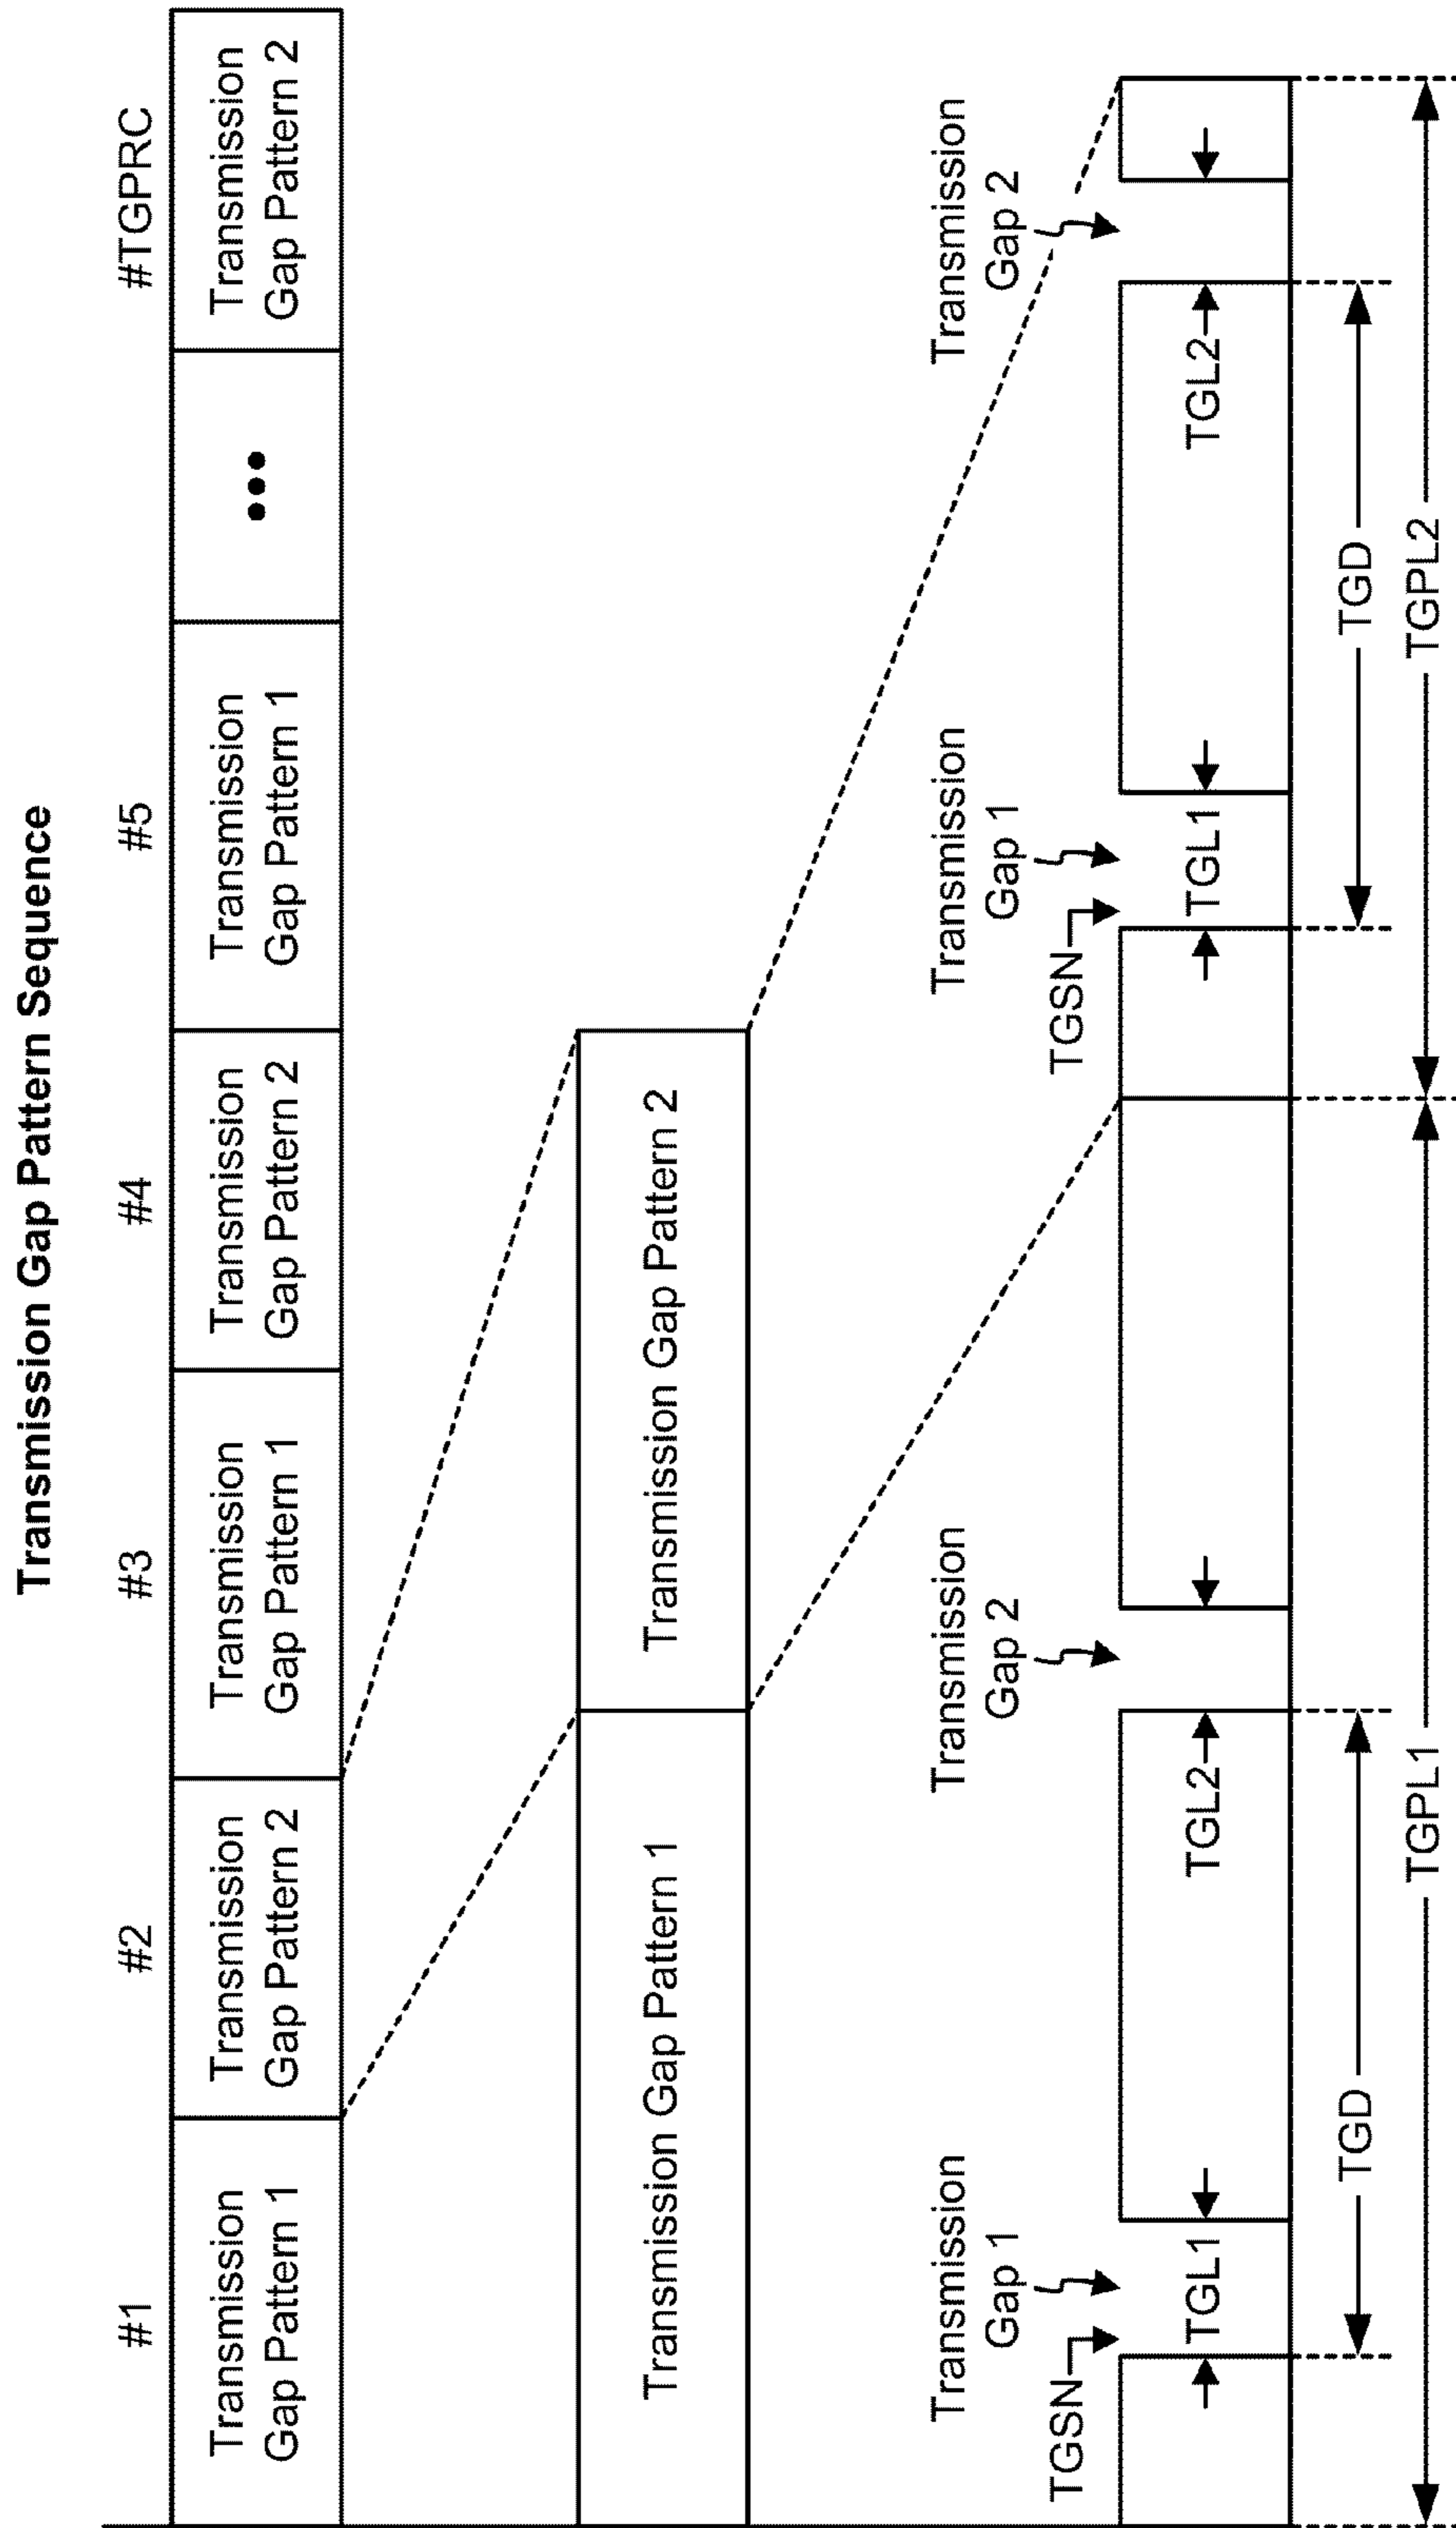 Transmission Gap Pattern Sequence
#1
#2
#3
#4
#5
#TGPRC
Transmission
Gap Pattern 1
Transmission
Gap Pattern 2
Transmission
Gap Pattern 1
Transmission
Gap Pattern 2
Transmission
Gap Pattern 1
•••
Transmission
Gap Pattern 2
Transmission Gap Pattern 1
Transmission Gap Pattern 2
Transmission
Gap 1
Transmission
Gap 2
Transmission
Gap 1
Transmission
Gap 2
TGSN
TGSN
TGL1
TGL2
TGL1
TGL2
TGD
TGD
TGPL1
TGPL2